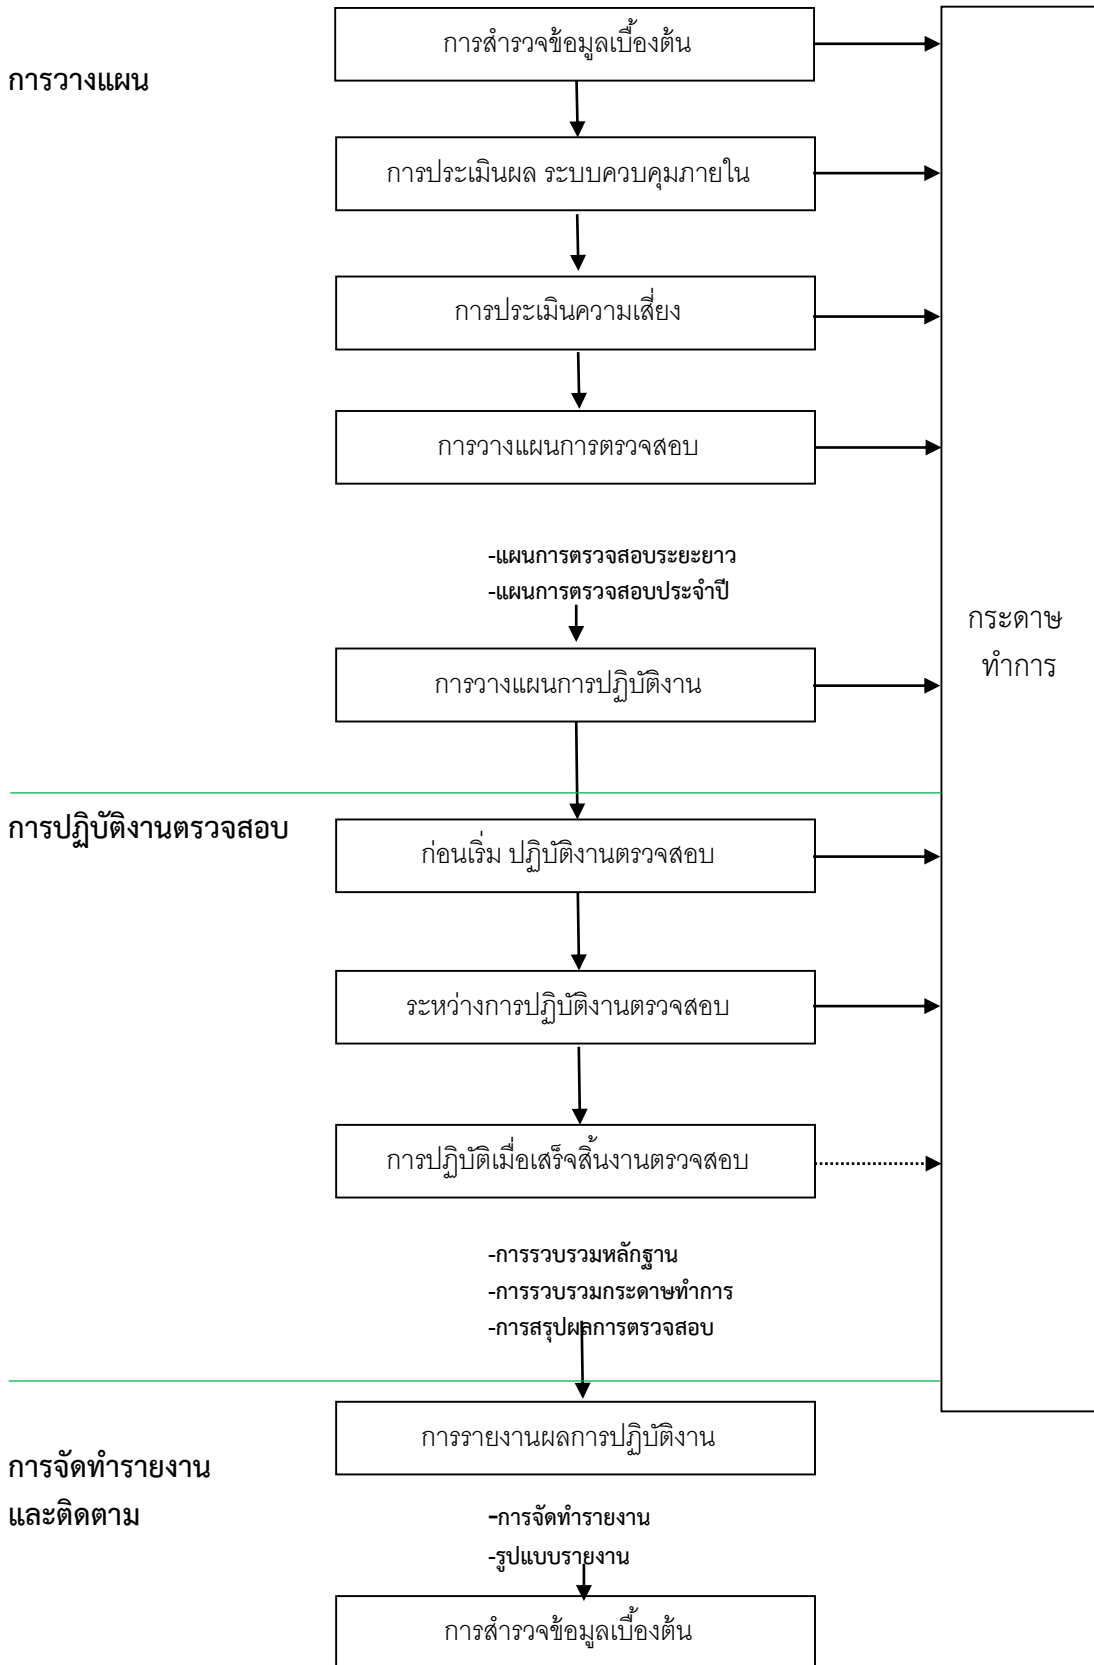 การสำรวจข้อมูลเบื้องต้น
การวางแผน
การประเมินผล ระบบควบคุมภายใน
การประเมินความเสี่ยง
การวางแผนการตรวจสอบ
-แผนการตรวจสอบระยะยาว
-แผนการตรวจสอบประจำปี
กระดาษ
ทำการ
การวางแผนการปฏิบัติงาน
การปฏิบัติงานตรวจสอบ
ก่อนเริ่ม ปฏิบัติงานตรวจสอบ
ระหว่างการปฏิบัติงานตรวจสอบ
การปฏิบัติเมื่อเสร็จสิ้นงานตรวจสอบ
-การรวบรวมหลักฐาน
-การรวบรวมกระดาษทำการ
-การสรุปผลการตรวจสอบ
การรายงานผลการปฏิบัติงาน
การจัดทำรายงาน
และติดตาม
-การจัดทำรายงาน
-รูปแบบรายงาน
การสำรวจข้อมูลเบื้องต้น